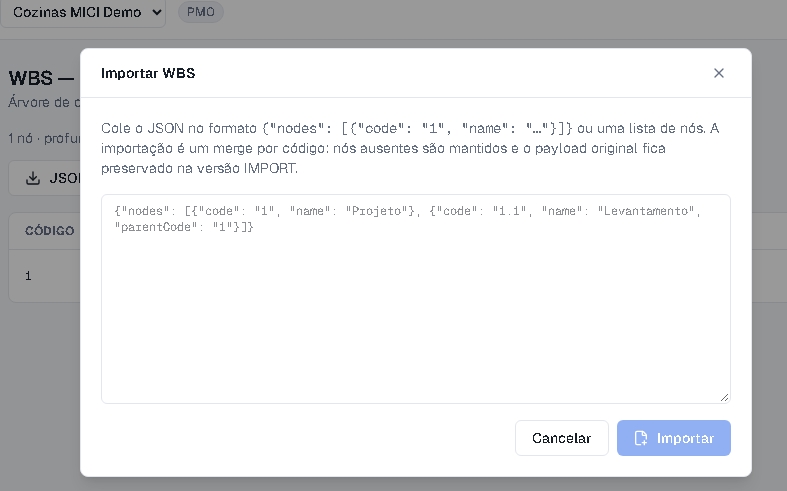 Cozinas MICI Demo
PMO
Importar WBS
WBS —
Árvore de
1 nó · profu
JSO
CÓDIGO
1
Cole o JSON no formato {"nodes": [{"code": "1", "name": "…"}]} ou uma lista de nós. A
importação é um merge por código: nós ausentes são mantidos e o payload original fica
preservado na versão IMPORT.
{"nodes": [{"code": "1", "name": "Projeto"}, {"code": "1.1", "name": "Levantamento",
"parentCode": "1"}]}
Cancelar
Importar